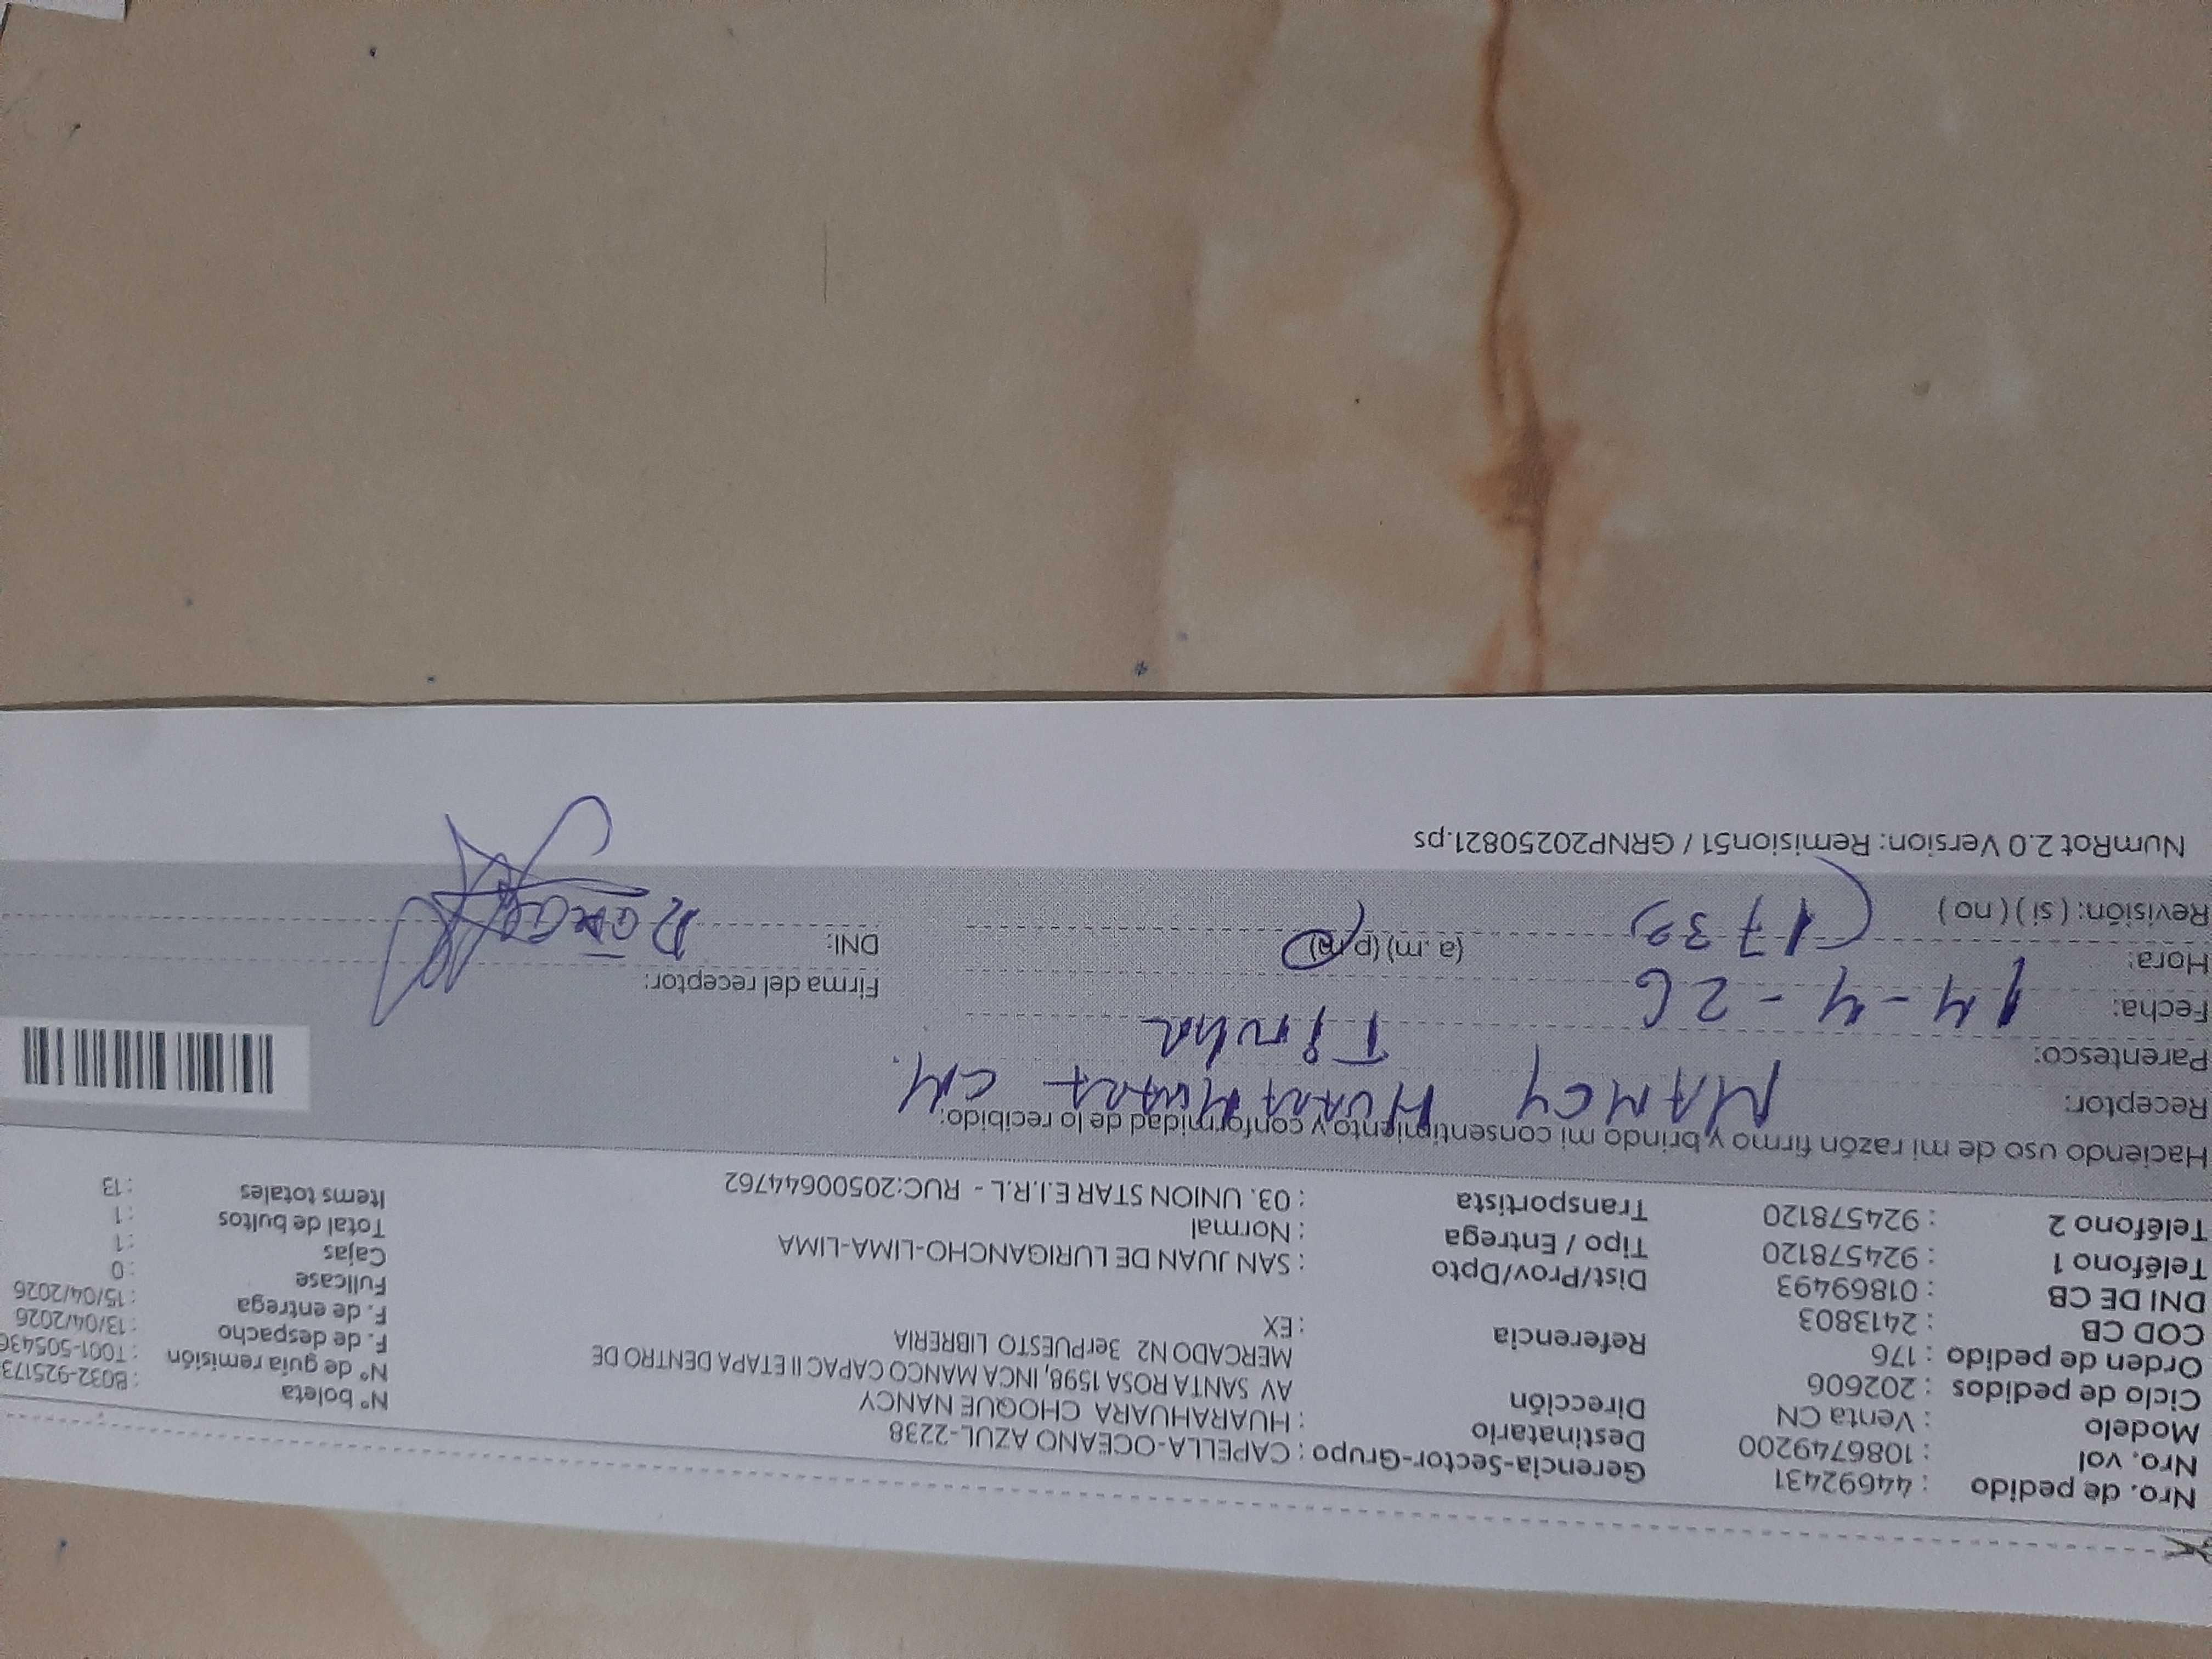 Nro. de pedido : 44692431
Nro. vol : 1086749200
Modelo : Venta CN
Ciclo de pedidos : 202606
Orden de pedido : 176
COD CB : 2413803
DNI DE CB : 01869493
Teléfono 1 : 924578120
Teléfono 2 : 924578120
Gerencia-Sector-Grupo : CAPELLA-OCEANO AZUL-2238
Destinatario : HUARAHUARA CHOQUE NANCY
Dirección AV SANTA ROSA 1598, INCA MANCO CAPAC II ETAPA DENTRO DE
MERCADO N2 3erPUESTO LIBRERIA
Referencia : EX
Dist/Prov/Dpto : SAN JUAN DE LURIGANCHO-LIMA-LIMA
Tipo / Entrega : Normal
Transportista : 03. UNION STAR E.I.R.L - RUC:20500644762
N° boleta : B032-925173
N° de guía remisión : T001-505436
F. de despacho : 13/04/2026
F. de entrega : 15/04/2026
Fullcase : 0
Cajas : 1
Total de bultos : 1
Items totales : 13
Haciendo uso de mi razón firmo y brindo mi consentimiento y conformidad de lo recibido:
Receptor: NANCY HUARAHUARA CH.
Parentesco: Titular
Fecha: 14-4-26
Hora: (a.m) (p.m)
Revisión: ( si ) ( no )
Firma del receptor:
DNI:
NumRot 2.0 Version: Remision51 / GRNP20250821.ps